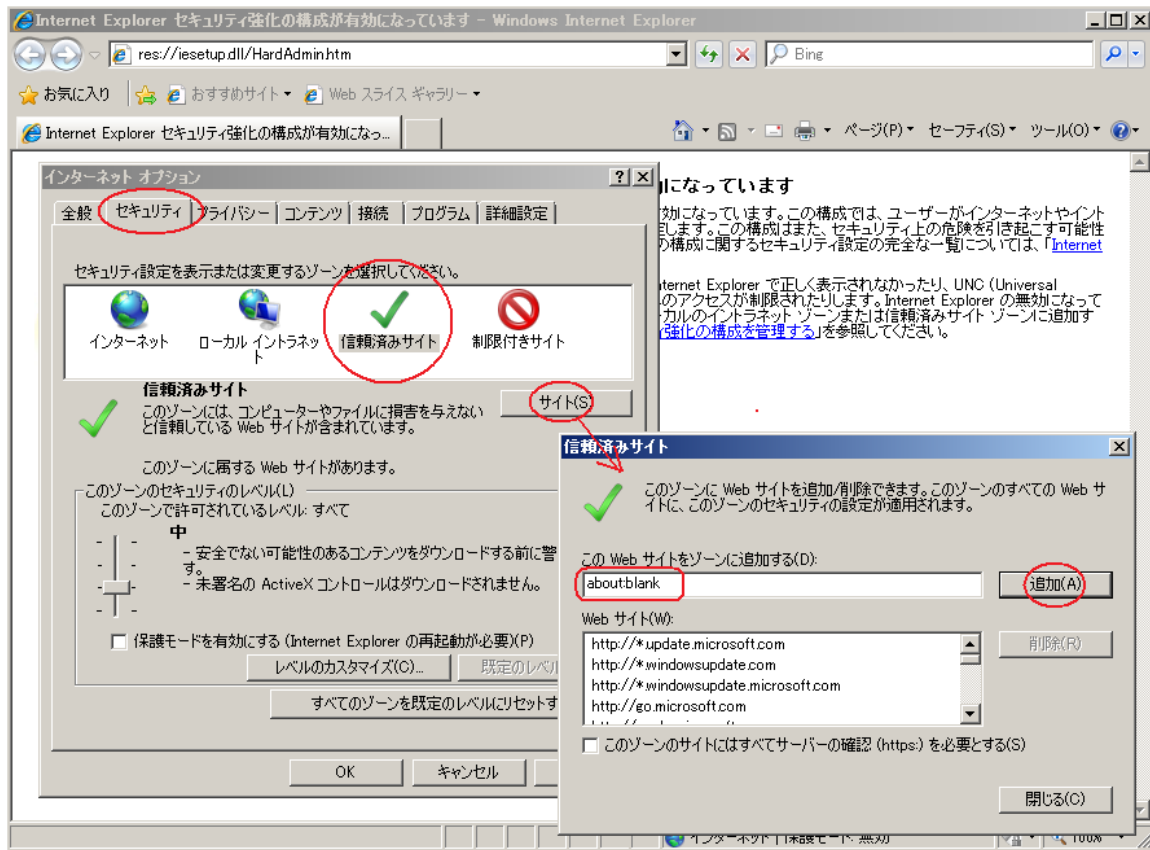 Internet Explorer セキュリティ強化の構成が有効になっています - Windows Internet Explorer
res://iesetup.dll/HardAdmin.htm
Bing
お気に入り
おすすめサイト
Web スライス ギャラリー
Internet Explorer セキュリティ強化の構成が有効になっ...
ページ(P)
セーフティ(S)
ツール(O)
インターネット オプション
全般
セキュリティ
プライバシー
コンテンツ
接続
プログラム
詳細設定
セキュリティ設定を表示または変更するゾーンを選択してください。
インターネット
ローカル イントラネッ
ト
信頼済みサイト
制限付きサイト
信頼済みサイト
このゾーンには、コンピューターやファイルに損害を与えない
と信頼している Web サイトが含まれています。
サイト(S)
このゾーンに属する Web サイトがあります。
このゾーンのセキュリティのレベル(L)
このゾーンで許可されているレベル: すべて
中
- 安全でない可能性のあるコンテンツをダウンロードする前に警
す。
- 未署名の ActiveX コントロールはダウンロードされません。
保護モードを有効にする (Internet Explorer の再起動が必要)(P)
レベルのカスタマイズ(C)...
既定のレベル
すべてのゾーンを既定のレベルにリセットす
OK
キャンセル
になっています
効になっています。この構成では、ユーザーがインターネットやイント
します。この構成はまた、セキュリティ上の危険を引き起こす可能性
の構成に関するセキュリティ設定の完全な一覧については、「Internet
ternet Explorer で正しく表示されなかったり、UNC (Universal
のアクセスが制限されたりします。Internet Explorer の無効になって
カルのイントラネット ゾーンまたは信頼済みサイト ゾーンに追加す
強化の構成を管理する」を参照してください。
信頼済みサイト
このゾーンに Web サイトを追加/削除できます。このゾーンのすべての Web サ
イトに、このゾーンのセキュリティの設定が適用されます。
この Web サイトをゾーンに追加する(D):
about:blank
追加(A)
Web サイト(W):
http://*.update.microsoft.com
http://*.windowsupdate.com
http://*.windowsupdate.microsoft.com
http://go.microsoft.com
削除(R)
このゾーンのサイトにはすべてサーバーの確認 (https:) を必要とする(S)
閉じる(C)
インターネット | 保護モード: 無効
100%